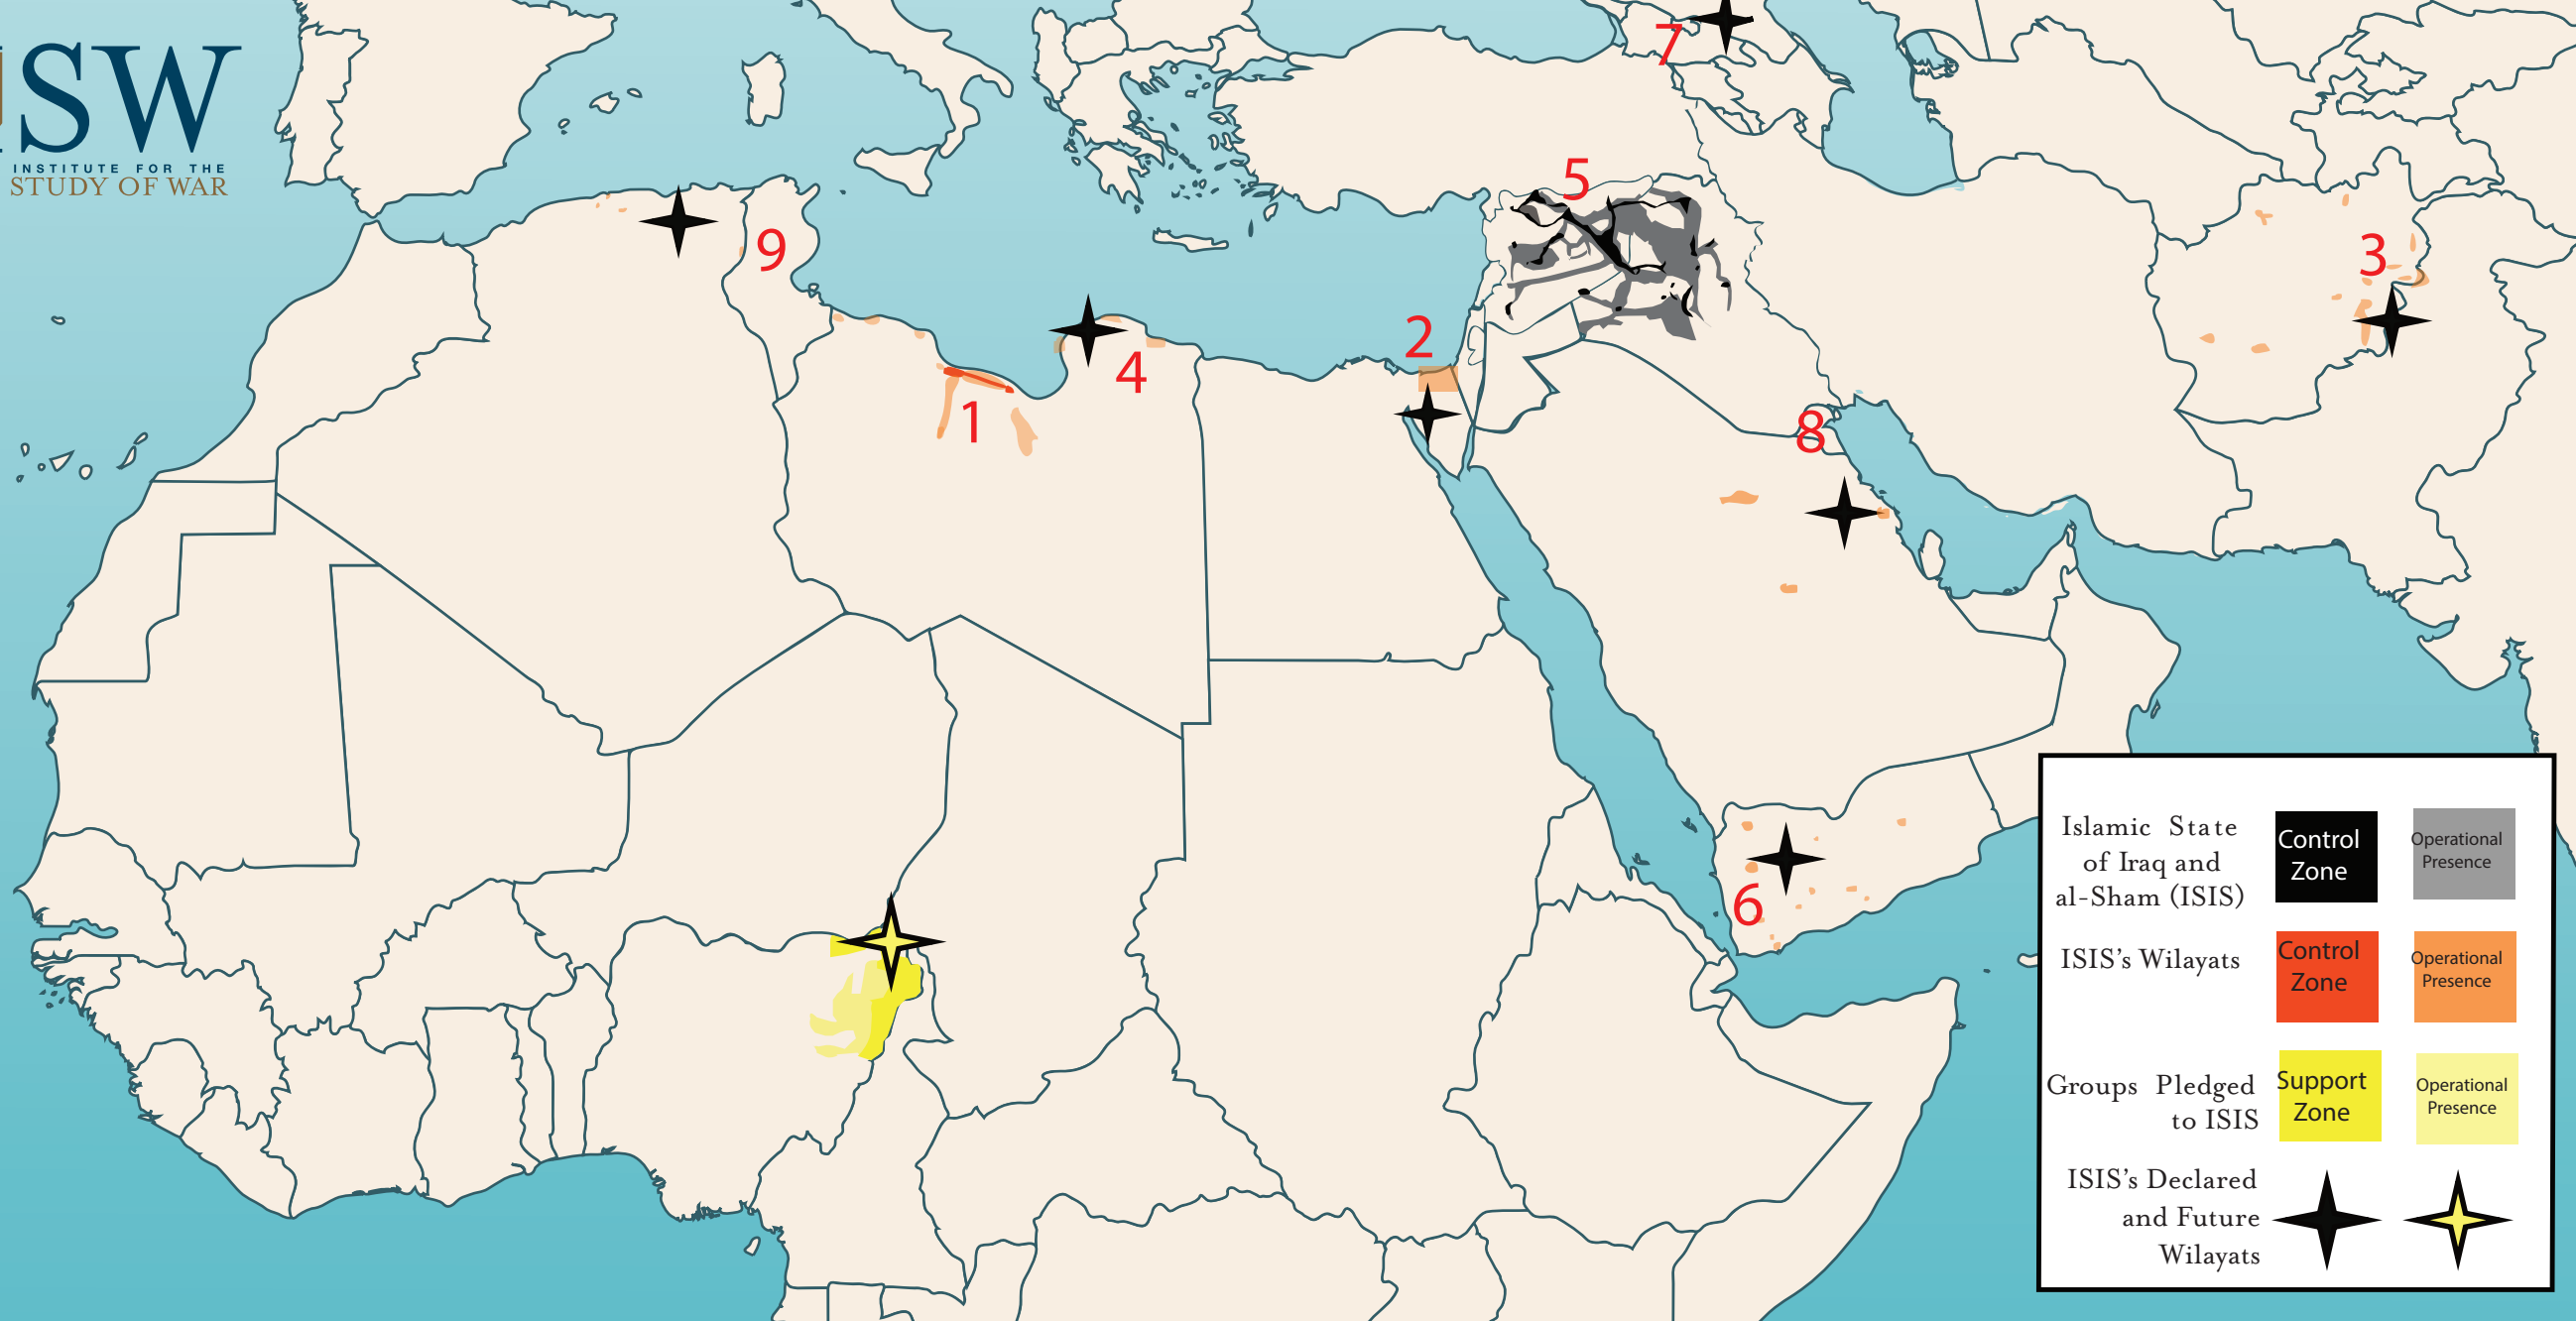 ISW
INSTITUTE FOR THE
STUDY OF WAR
7
5
9
3
2
4
1
8
6
Islamic State
of Iraq and
al-Sham (ISIS)
Control
Zone
Operational
Presence
ISIS's Wilayats
Control
Zone
Operational
Presence
Groups Pledged
to ISIS
Support
Zone
Operational
Presence
ISIS's Declared
and Future
Wilayats